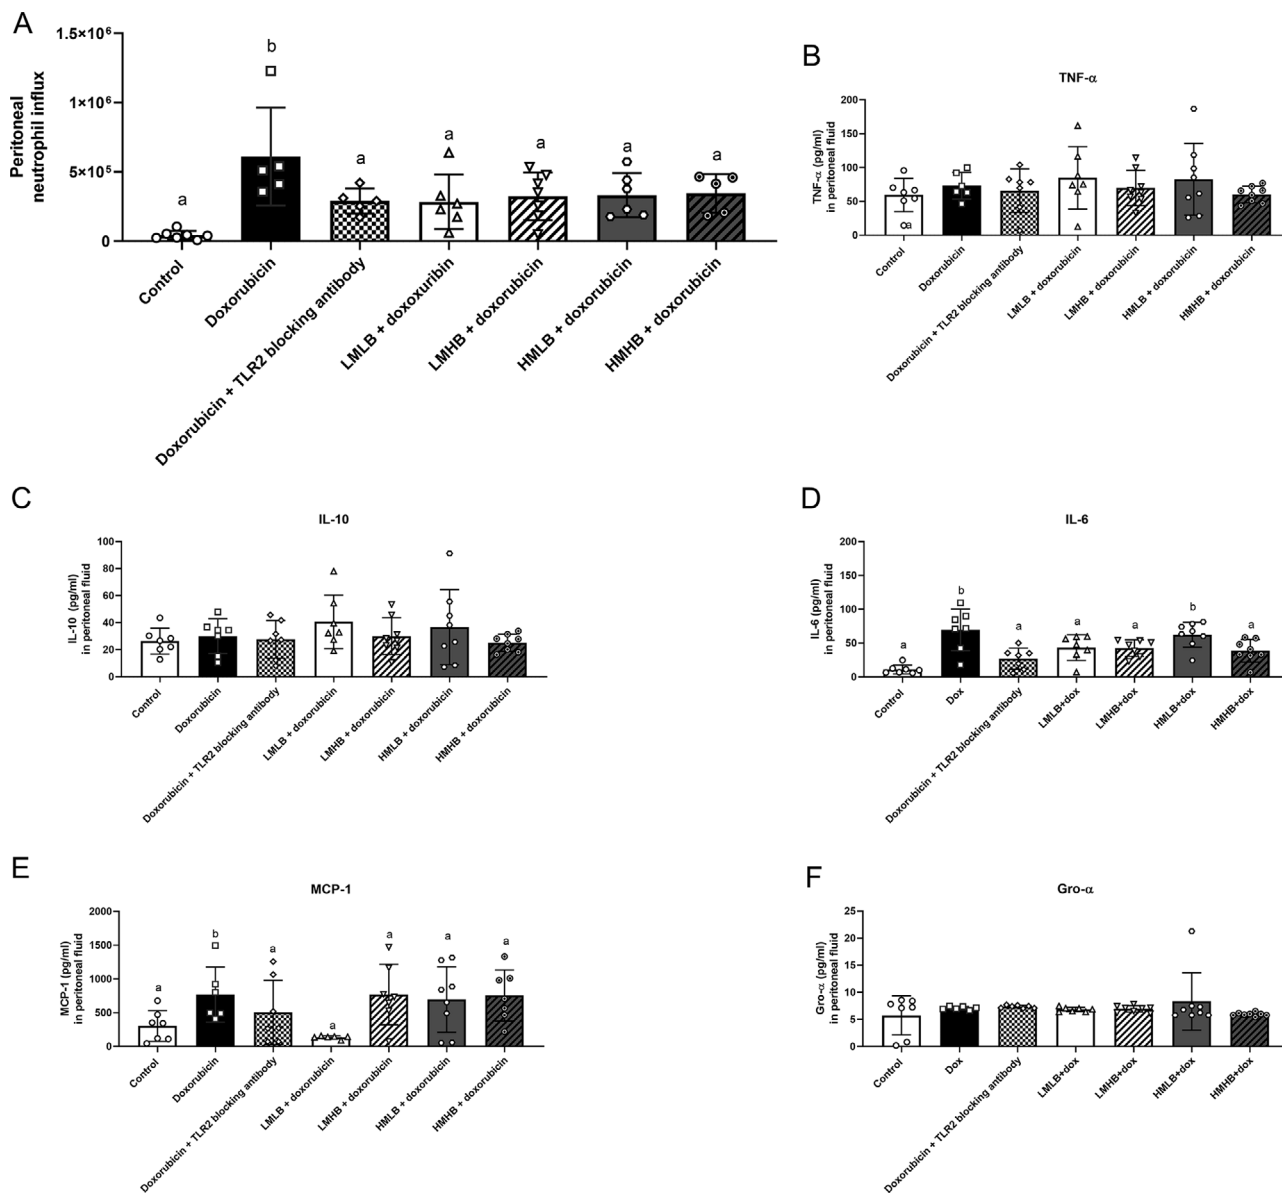 A
Peritoneal
neutrophil influx
1.5×10⁶
1×10⁶
5×10⁵
0
a
b
a
a
a
a
a
Control
Doxorubicin
Doxorubicin + TLR2 blocking antibody
LMLB + doxoxuribin
LMHB + doxorubicin
HMLB + doxorubicin
HMHB + doxorubicin
B
TNF-α
TNF-α (pg/ml)
in peritoneal fluid
200
150
100
50
0
a
Control
Doxorubicin
Doxorubicin + TLR2 blocking antibody
LMLB + doxorubicin
LMHB + doxorubicin
HMLB + doxorubicin
HMHB + doxorubicin
C
IL-10
IL-10 (pg/ml)
in peritoneal fluid
100
80
60
40
20
0
Control
Doxorubicin
Doxorubicin + TLR2 blocking antibody
LMLB + doxorubicin
LMHB + doxorubicin
HMLB + doxorubicin
HMHB + doxorubicin
D
IL-6
IL-6 (pg/ml)
in peritoneal fluid
200
150
100
50
0
a
b
a
a
a
b
a
Control
Dox
Doxorubicin + TLR2 blocking antibody
LMLB+dox
LMHB+dox
HMLB+dox
HMHB+dox
E
MCP-1
MCP-1 (pg/ml)
in peritoneal fluid
2000
1500
1000
500
0
a
b
a
a
a
a
a
Control
Doxorubicin
Doxorubicin + TLR2 blocking antibody
LMLB + doxorubicin
LMHB + doxorubicin
HMLB + doxorubicin
HMHB + doxorubicin
F
Gro-α
Gro-α (pg/ml)
in peritoneal fluid
25
20
15
10
5
0
Control
Dox
Doxorubicin + TLR2 blocking antibody
LMLB+dox
LMHB+dox
HMLB+dox
HMHB+dox